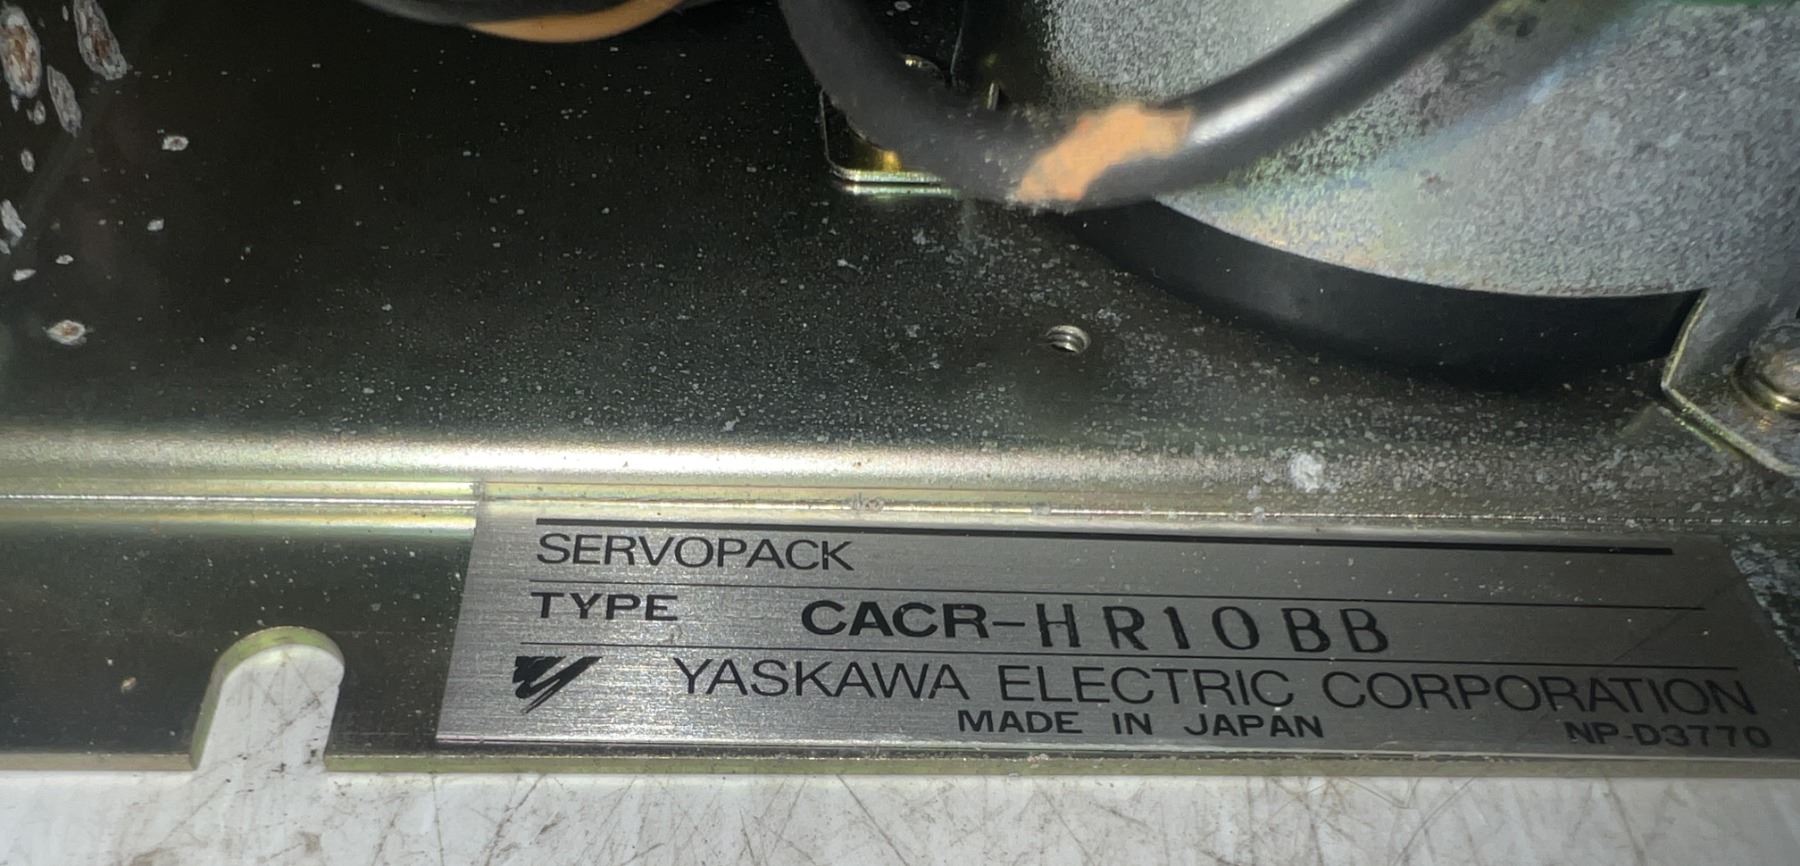 SERVOPACK
TYPE CACR-HR10BB
YASKAWA ELECTRIC CORPORATION
MADE IN JAPAN NP-D3770